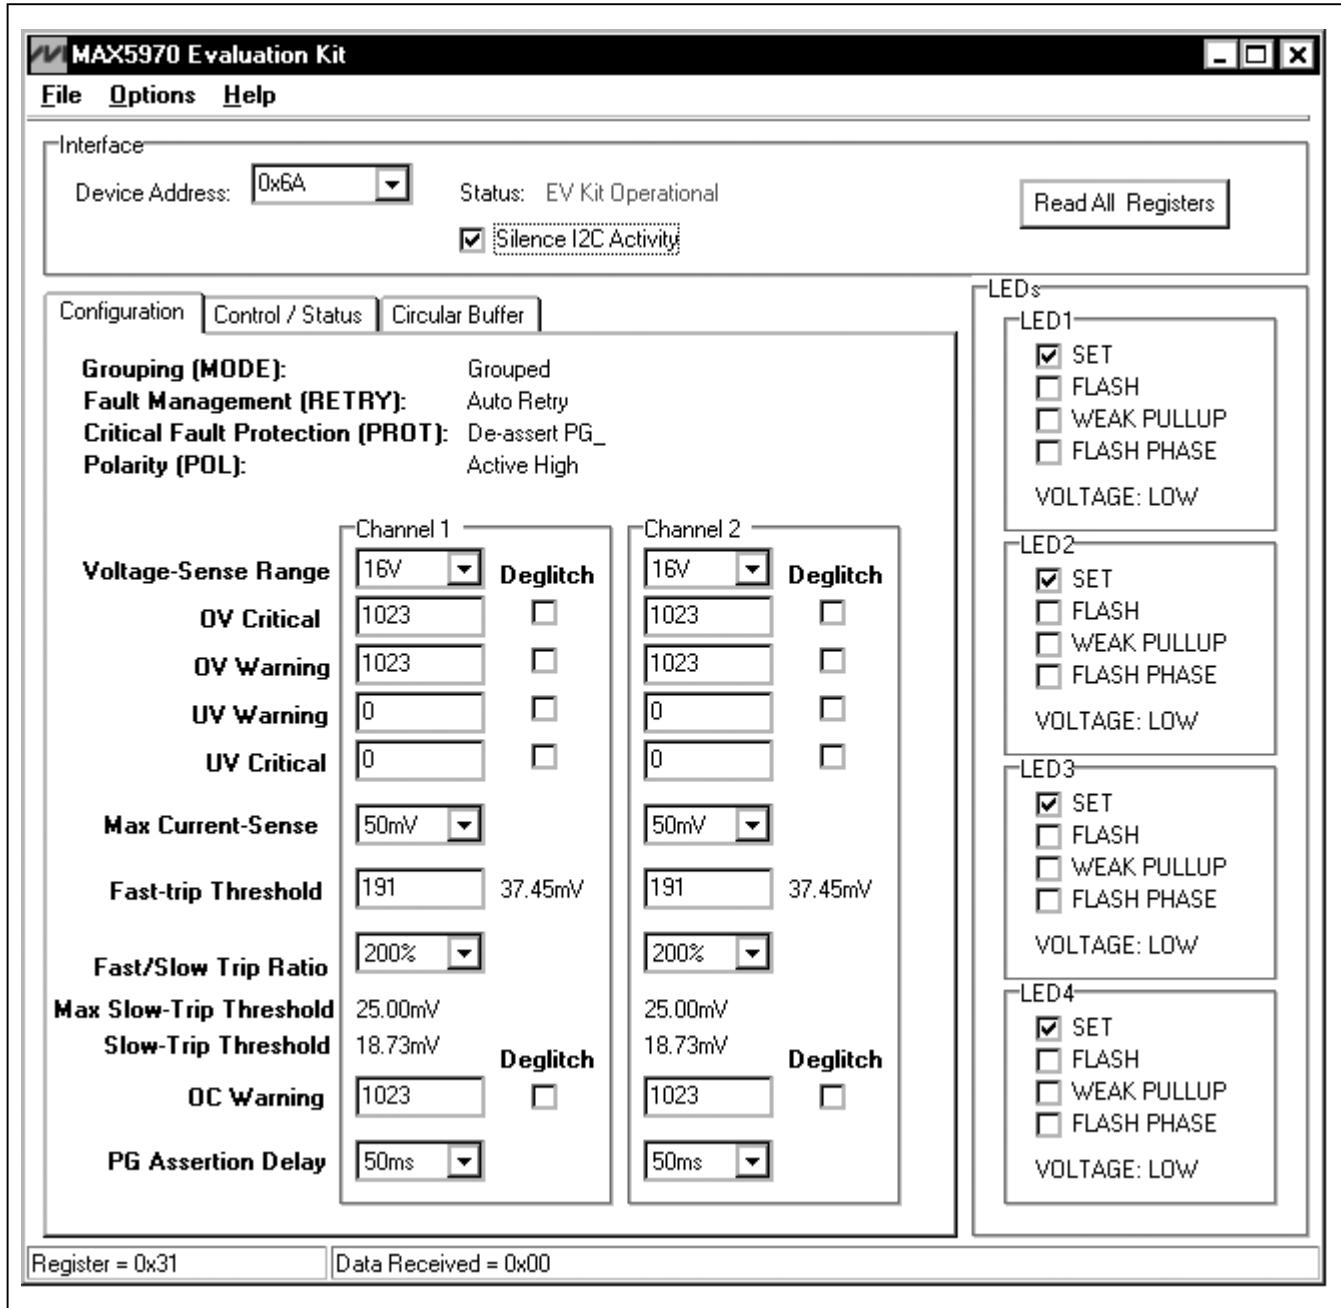 MAX5970 Evaluation Kit
File Options Help
Interface
Device Address: 0x6A Status: EV Kit Operational Read All Registers
Silence I2C Activity
Configuration Control / Status Circular Buffer
Grouping (MODE): Grouped
Fault Management (RETRY): Auto Retry
Critical Fault Protection (PROT): De-assert PG_
Polarity (POL): Active High
Channel 1 Channel 2
Voltage-Sense Range 16V Deglitch 16V Deglitch
OV Critical 1023 1023
OV Warning 1023 1023
UV Warning 0 0
UV Critical 0 0
Max Current-Sense 50mV 50mV
Fast-trip Threshold 191 37.45mV 191 37.45mV
Fast/Slow Trip Ratio 200% 200%
Max Slow-Trip Threshold 25.00mV 25.00mV
Slow-Trip Threshold 18.73mV Deglitch 18.73mV Deglitch
OC Warning 1023 1023
PG Assertion Delay 50ms 50ms
LEDs
LED1
SET
FLASH
WEAK PULLUP
FLASH PHASE
VOLTAGE: LOW
LED2
SET
FLASH
WEAK PULLUP
FLASH PHASE
VOLTAGE: LOW
LED3
SET
FLASH
WEAK PULLUP
FLASH PHASE
VOLTAGE: LOW
LED4
SET
FLASH
WEAK PULLUP
FLASH PHASE
VOLTAGE: LOW
Register = 0x31 Data Received = 0x00